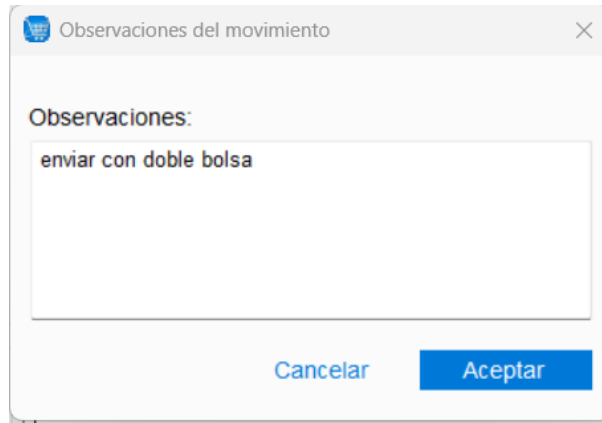 Observaciones del movimiento
Observaciones:
enviar con doble bolsa
Cancelar
Aceptar